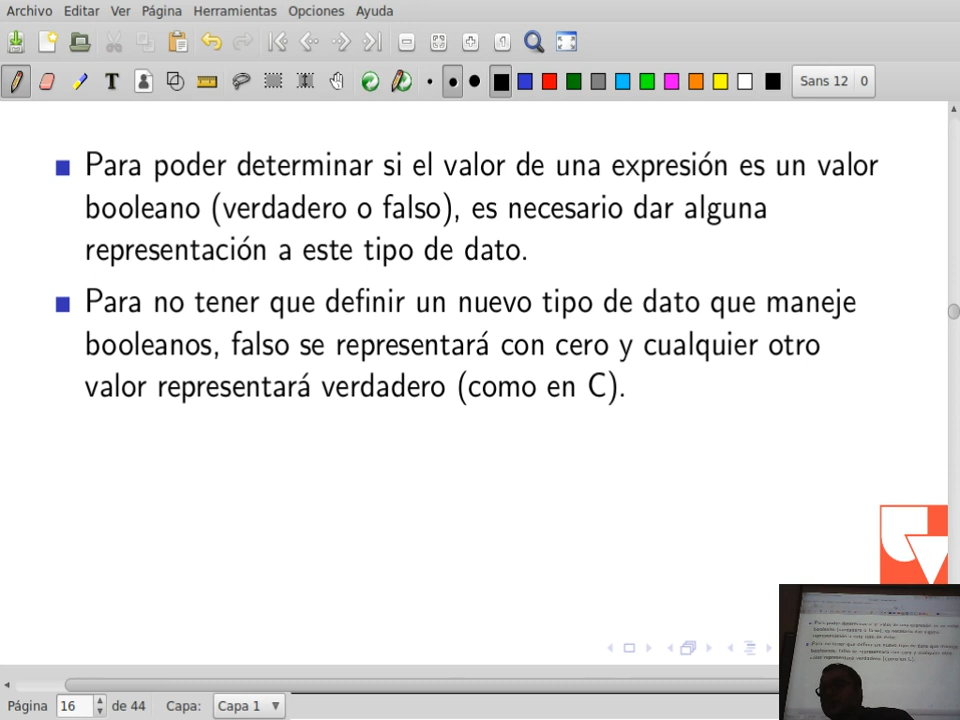 Archivo Editar Ver Página Herramientas Opciones Ayuda
T Sans 12 0
Para poder determinar si el valor de una expresión es un valor
booleano (verdadero o falso), es necesario dar alguna
representación a este tipo de dato.
Para no tener que definir un nuevo tipo de dato que maneje
booleanos, falso se representará con cero y cualquier otro
valor representará verdadero (como en C).
Página 16 de 44 Capa: Capa 1